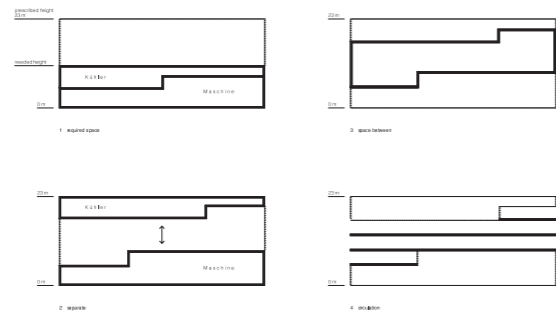 prescribed height
23 m
needed height
Kühler
Maschine
0 m
1 required space
23 m
0 m
3 space between
23 m
Kühler
Maschine
0 m
2 separate
23 m
0 m
4 circulation